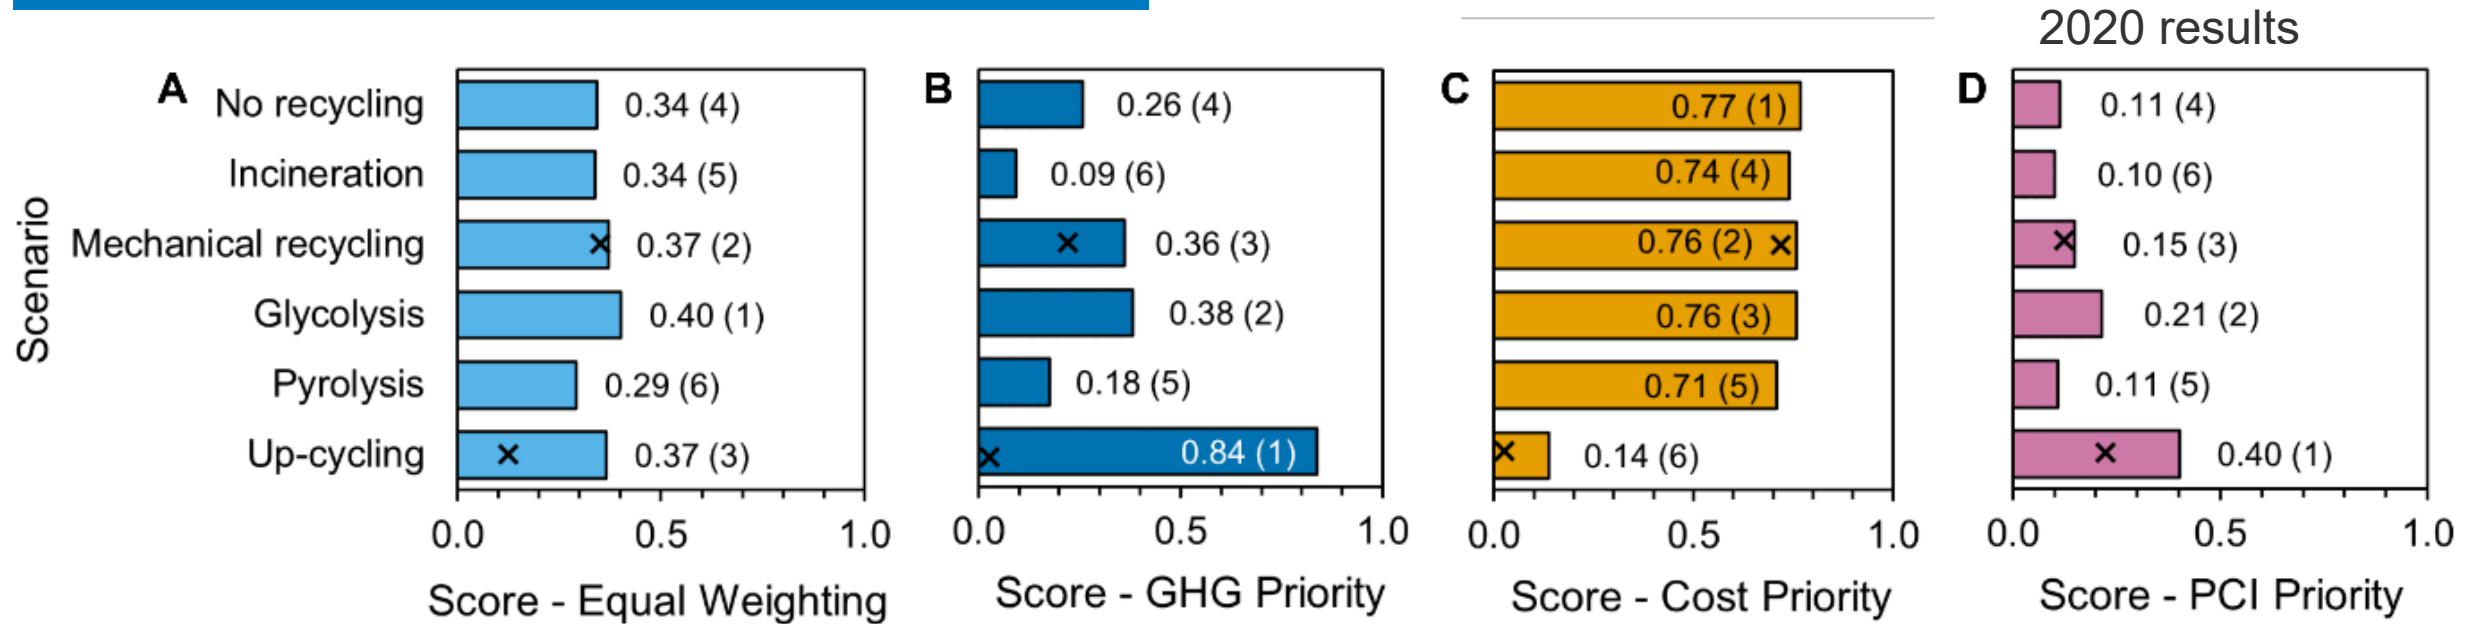 2020 results
A
No recycling
Incineration
Mechanical recycling
Glycolysis
Pyrolysis
Up-cycling
Scenario
0.34 (4)
0.34 (5)
0.37 (2)
0.40 (1)
0.29 (6)
0.37 (3)
0.0 0.5 1.0
Score - Equal Weighting
B
0.26 (4)
0.09 (6)
0.36 (3)
0.38 (2)
0.18 (5)
0.84 (1)
0.0 0.5 1.0
Score - GHG Priority
C
0.77 (1)
0.74 (4)
0.76 (2)
0.76 (3)
0.71 (5)
0.14 (6)
0.0 0.5 1.0
Score - Cost Priority
D
0.11 (4)
0.10 (6)
0.15 (3)
0.21 (2)
0.11 (5)
0.40 (1)
0.0 0.5 1.0
Score - PCI Priority